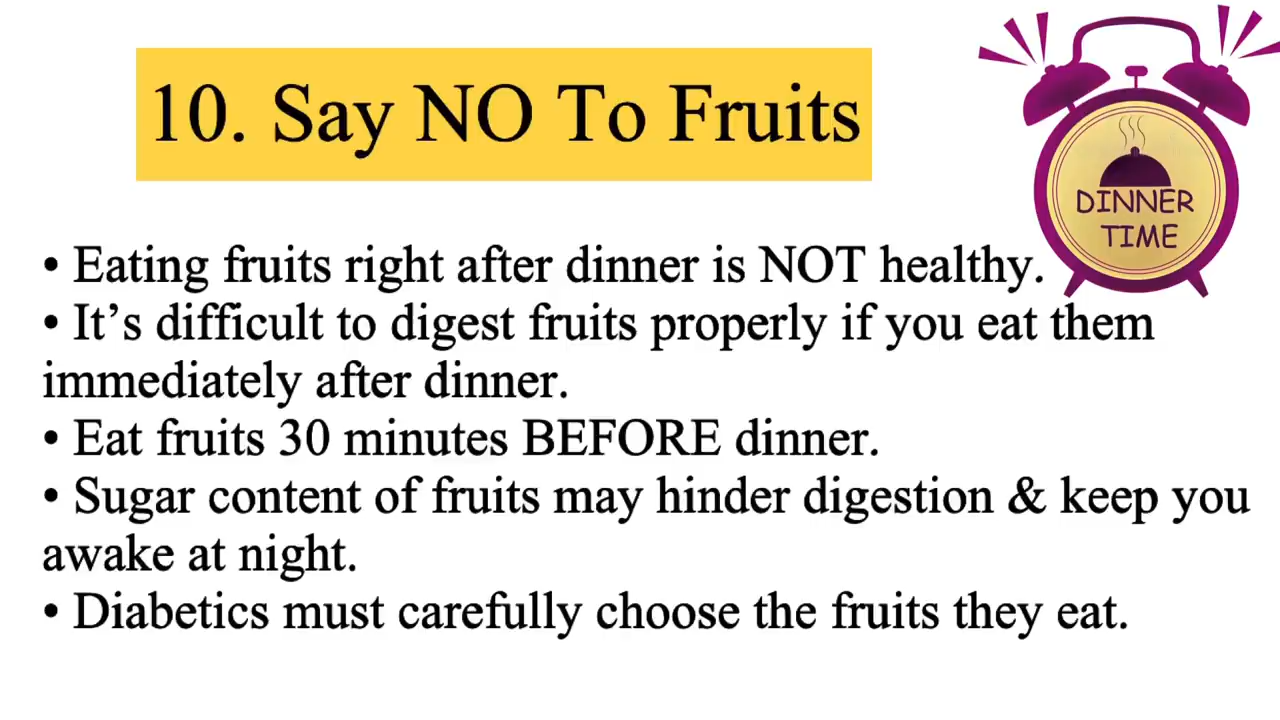 10. Say NO To Fruits
DINNER
TIME
• Eating fruits right after dinner is NOT healthy.
• It’s difficult to digest fruits properly if you eat them
immediately after dinner.
• Eat fruits 30 minutes BEFORE dinner.
• Sugar content of fruits may hinder digestion & keep you
awake at night.
• Diabetics must carefully choose the fruits they eat.